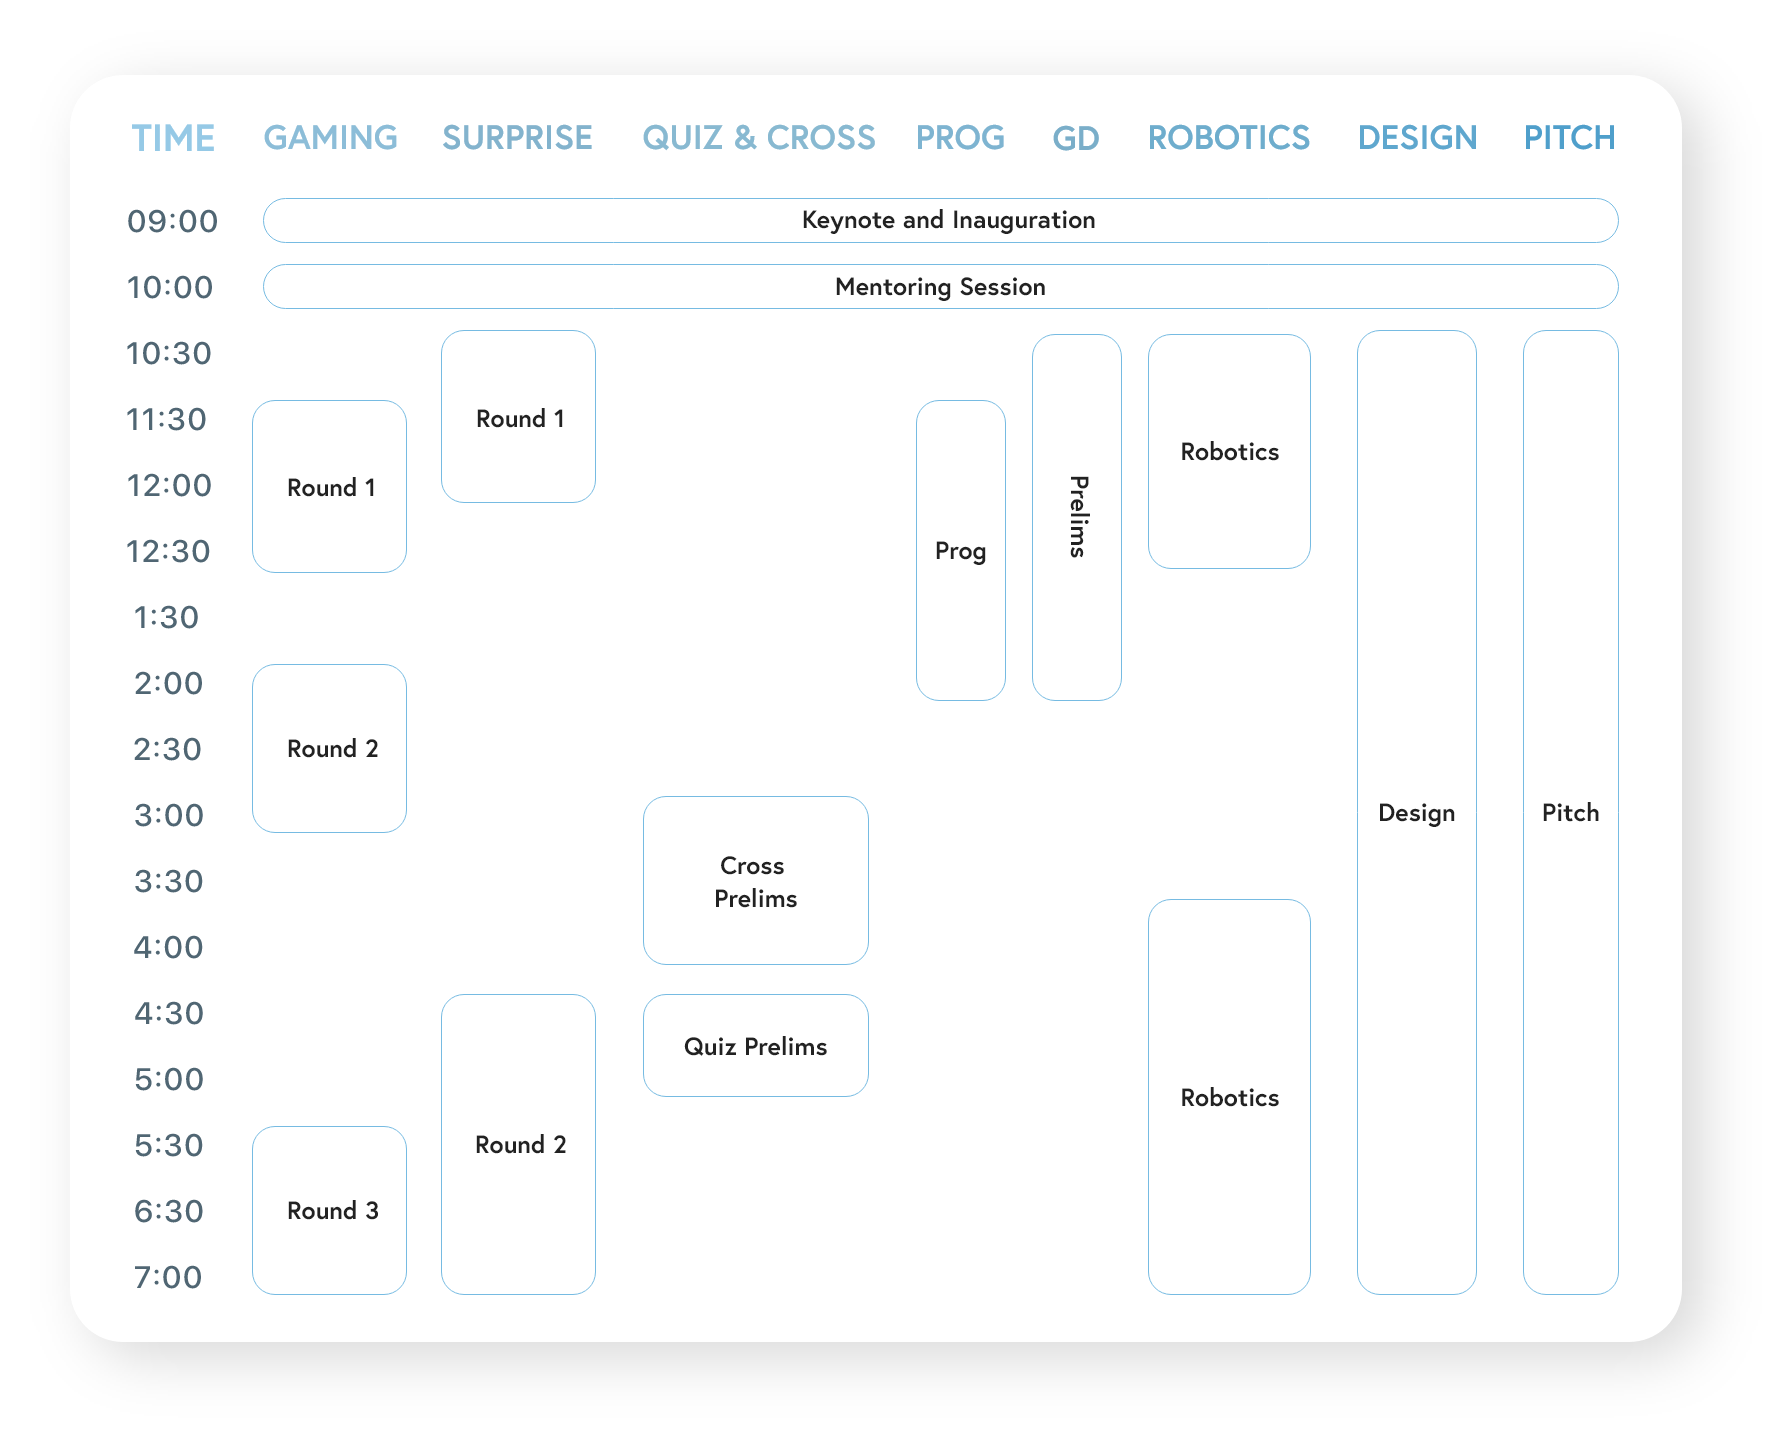 TIME GAMING SURPRISE QUIZ & CROSS PROG GD ROBOTICS DESIGN PITCH
09:00 Keynote and Inauguration
10:00 Mentoring Session
10:30
11:30 Round 1
Robotics
12:00 Round 1
Prelims
12:30 Prog
1:30
2:00
2:30 Round 2
3:00 Design Pitch
Cross
3:30
Prelims
4:00
4:30
Quiz Prelims
5:00
Robotics
5:30 Round 2
6:30 Round 3
7:00